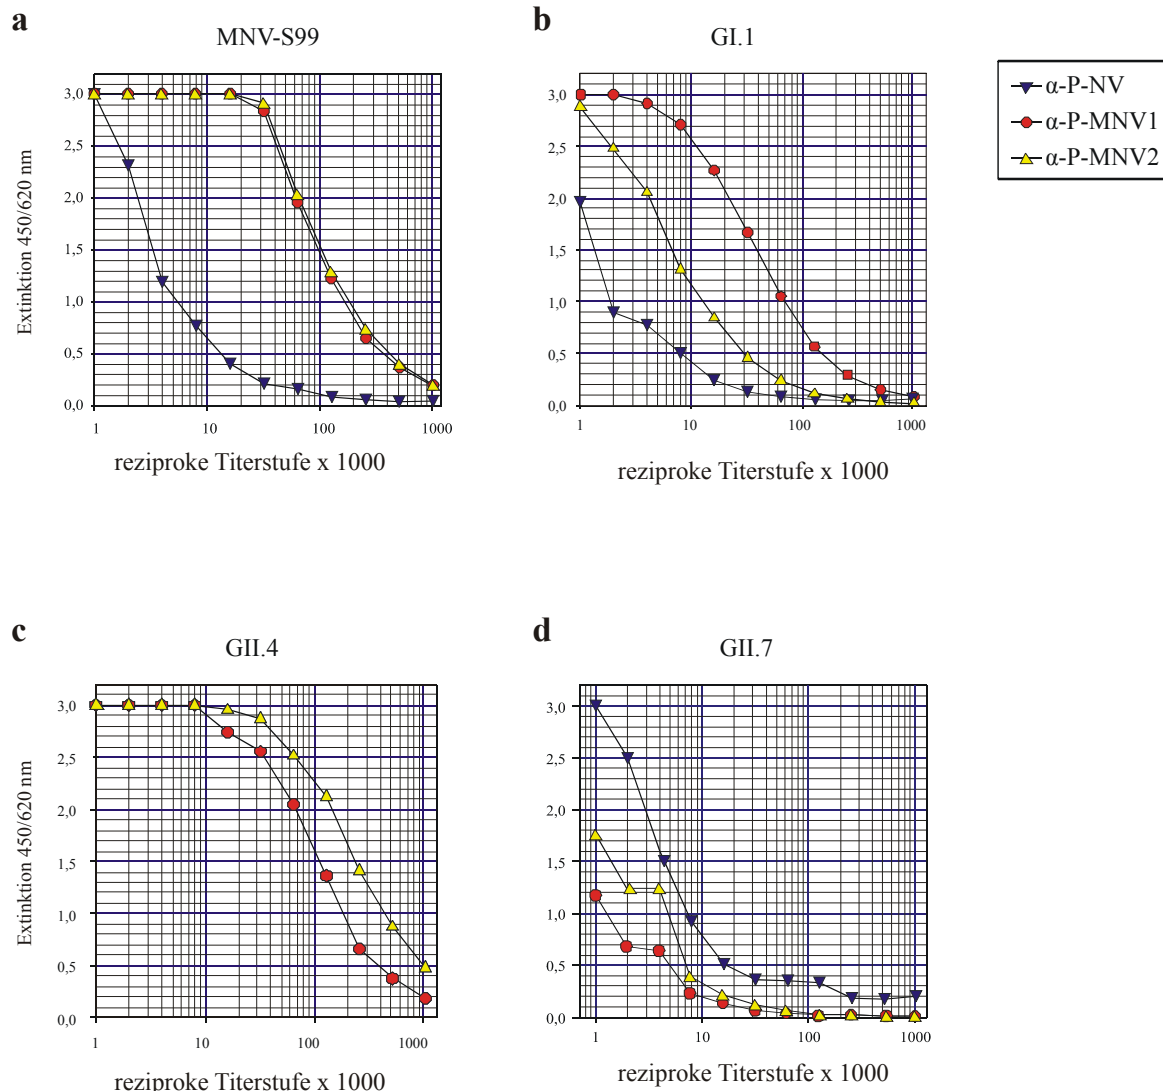 a
MNV-S99
b
GI.1
α-P-NV
α-P-MNV1
α-P-MNV2
Extinktion 450/620 nm
3,0
2,5
2,0
1,5
1,0
0,5
0,0
1 10 100 1000
reziproke Titerstufe x 1000
3,0
2,5
2,0
1,5
1,0
0,5
0,0
1 10 100 1000
reziproke Titerstufe x 1000
c
GII.4
d
GII.7
Extinktion 450/620 nm
3,0
2,5
2,0
1,5
1,0
0,5
0,0
1 10 100 1000
reziproke Titerstufe x 1000
3,0
2,5
2,0
1,5
1,0
0,5
0,0
1 10 100 1000
reziproke Titerstufe x 1000